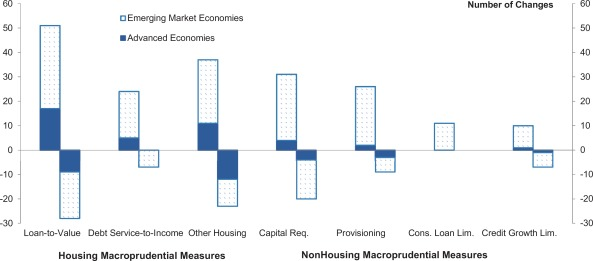 Number of Changes
60 60
Emerging Market Economies
50 50
Advanced Economies
40 40
30 30
20 20
10 10
0 0
-10 -10
-20 -20
-30 -30
Loan-to-Value Debt Service-to-Income Other Housing Capital Req. Provisioning Cons. Loan Lim. Credit Growth Lim.
Housing Macroprudential Measures NonHousing Macroprudential Measures